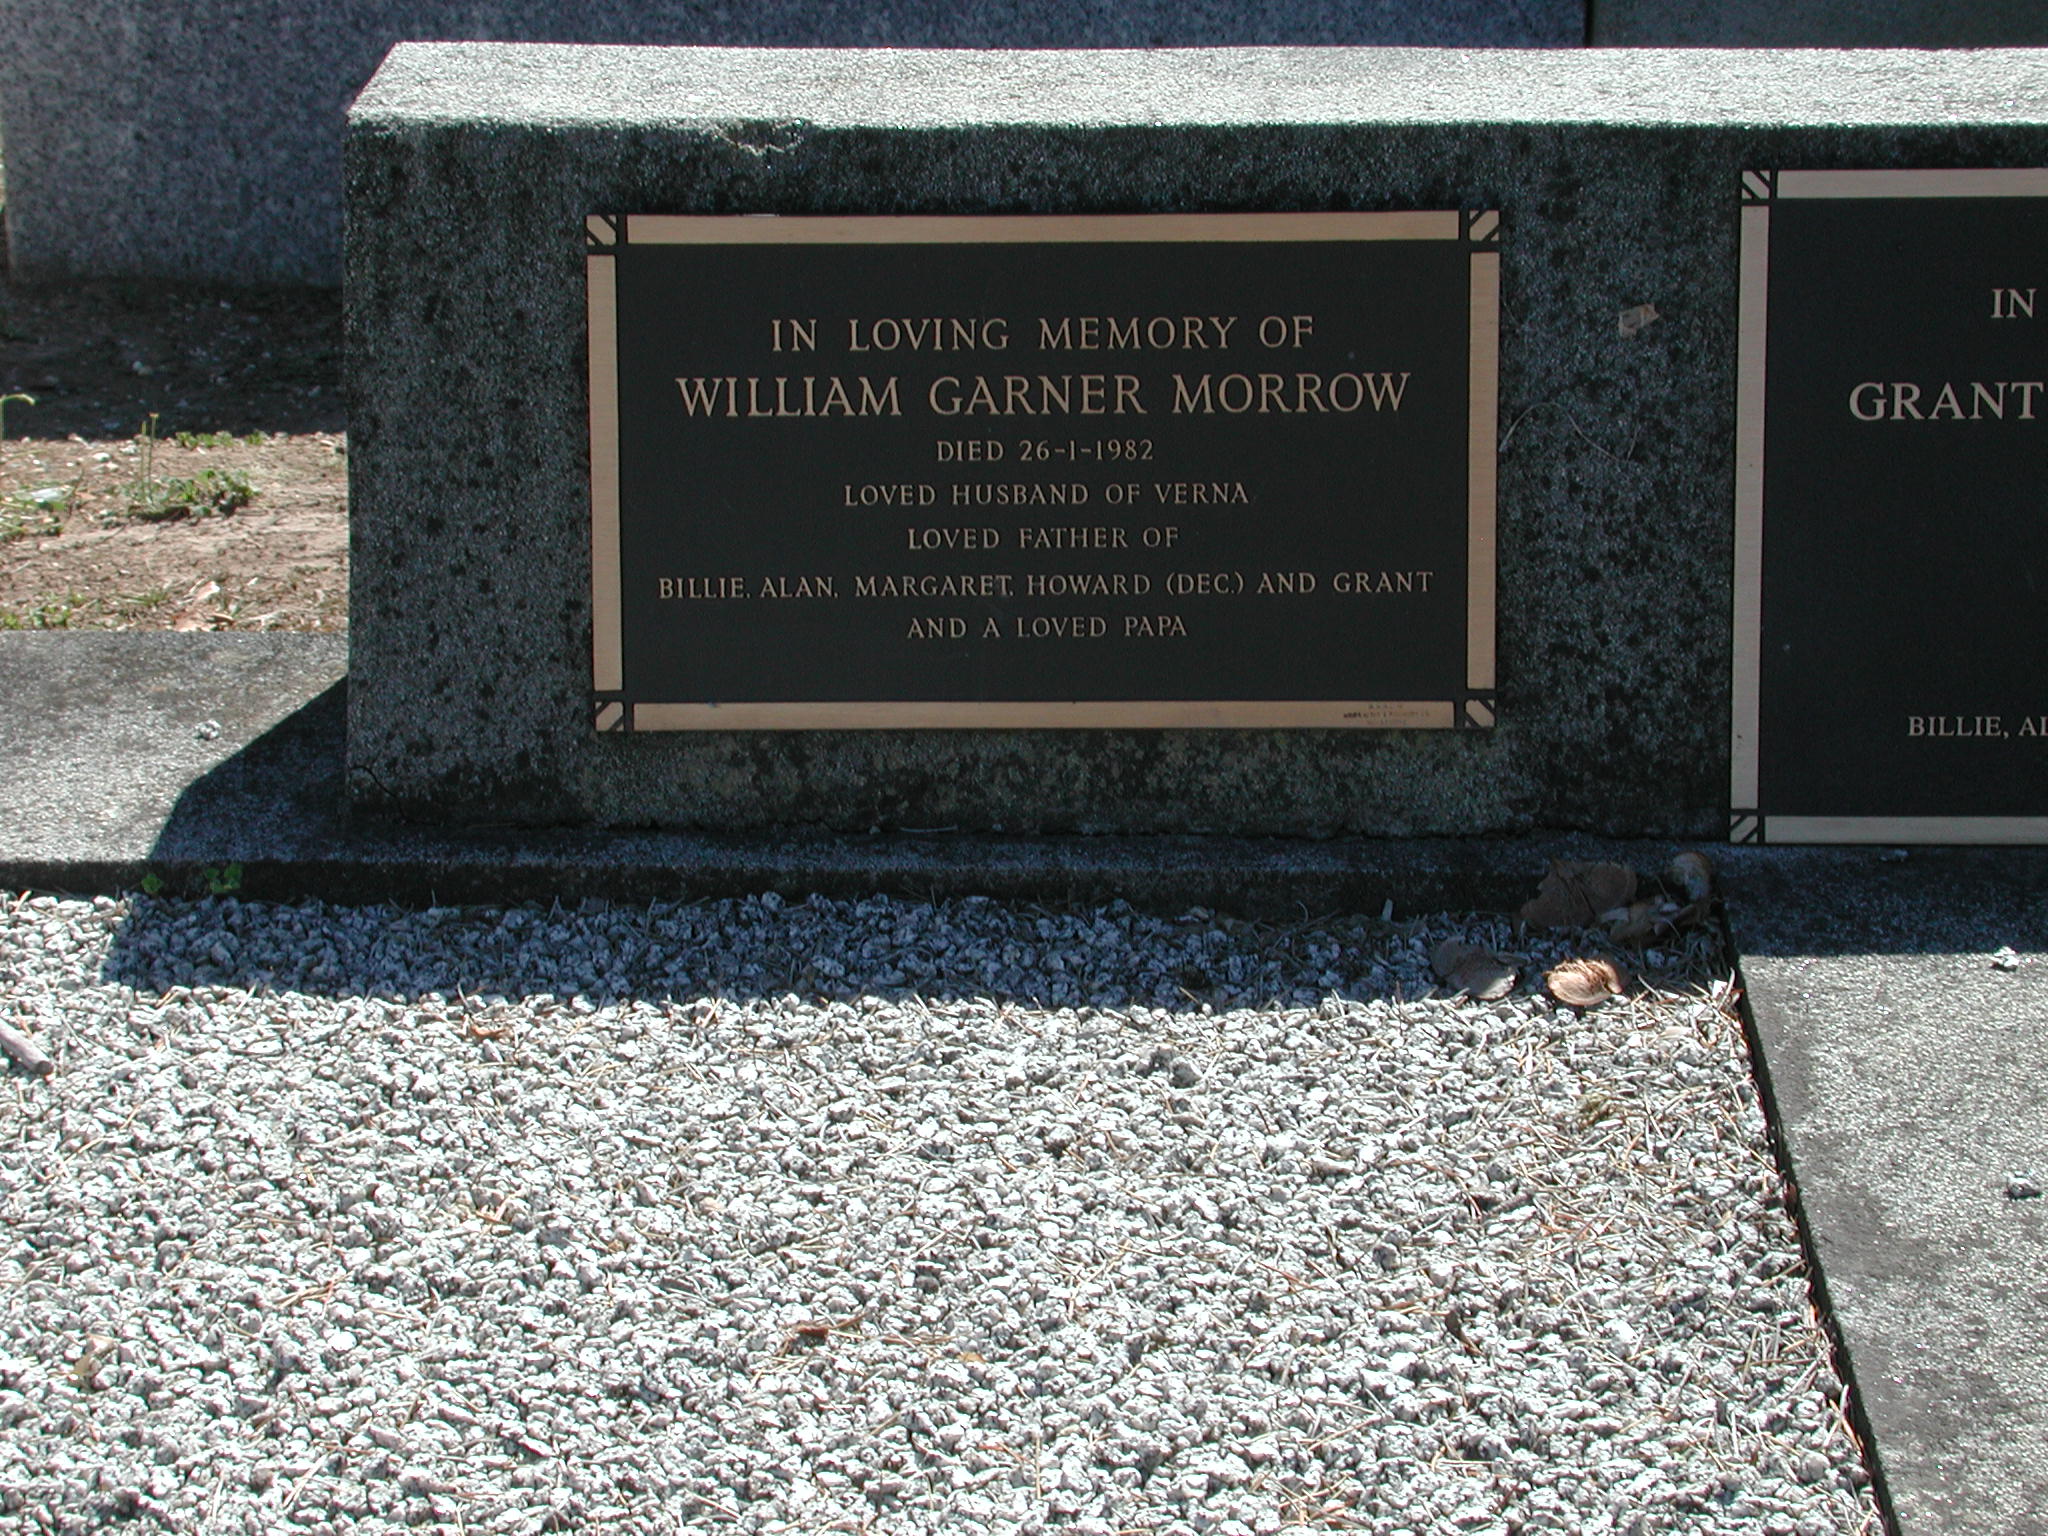 IN LOVING MEMORY OF
WILLIAM GARNER MORROW
DIED 26-1-1982
LOVED HUSBAND OF VERNA
LOVED FATHER OF
BILLIE, ALAN, MARGARET, HOWARD (DEC.) AND GRANT
AND A LOVED PAPA
IN
GRANT
BILLIE,